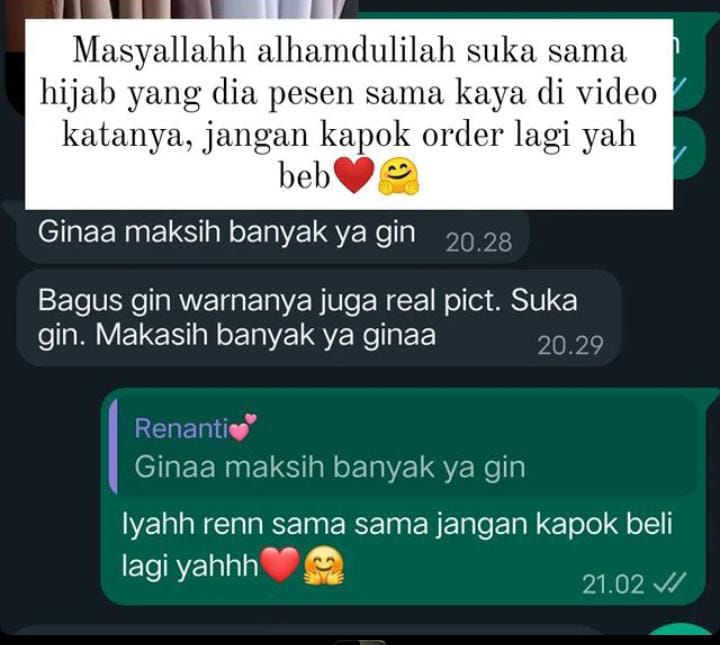 Masyallahh alhamdulilah suka sama
hijab yang dia pesen sama kaya di video
katanya, jangan kapok order lagi yah
beb❤️🤗
Ginaa maksih banyak ya gin 20.28
Bagus gin warnanya juga real pict. Suka
gin. Makasih banyak ya ginaa 20.29
Renanti💕
Ginaa maksih banyak ya gin
Iyahh renn sama sama jangan kapok beli
lagi yahhh❤️🤗
21.02